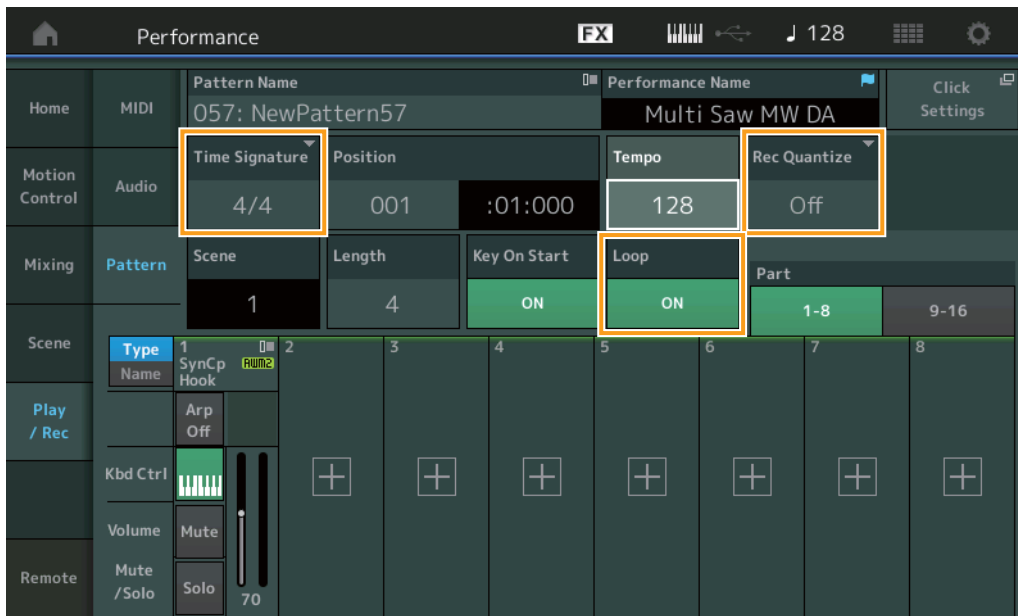 Performance
FX
128
Home
Motion
Control
Mixing
Scene
Play
/ Rec
Remote
MIDI
Audio
Pattern
Pattern Name
057: NewPattern57
Performance Name
Multi Saw MW DA
Click
Settings
Time Signature
4/4
Position
001
:01:000
Tempo
128
Rec Quantize
Off
Scene
1
Length
4
Key On Start
ON
Loop
ON
Part
1-8
9-16
Type
Name
1
SynCp
AWM2
Hook
2
3
4
5
6
7
8
Arp
Off
Kbd Ctrl
Volume
Mute
Mute
/Solo
Solo
70